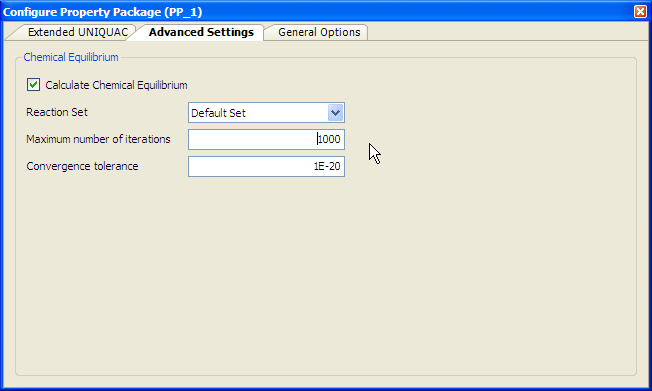 Configure Property Package (PP_1)
Extended UNIQUAC Advanced Settings General Options
Chemical Equilibrium
Calculate Chemical Equilibrium
Reaction Set Default Set
Maximum number of iterations 1000
Convergence tolerance 1E-20